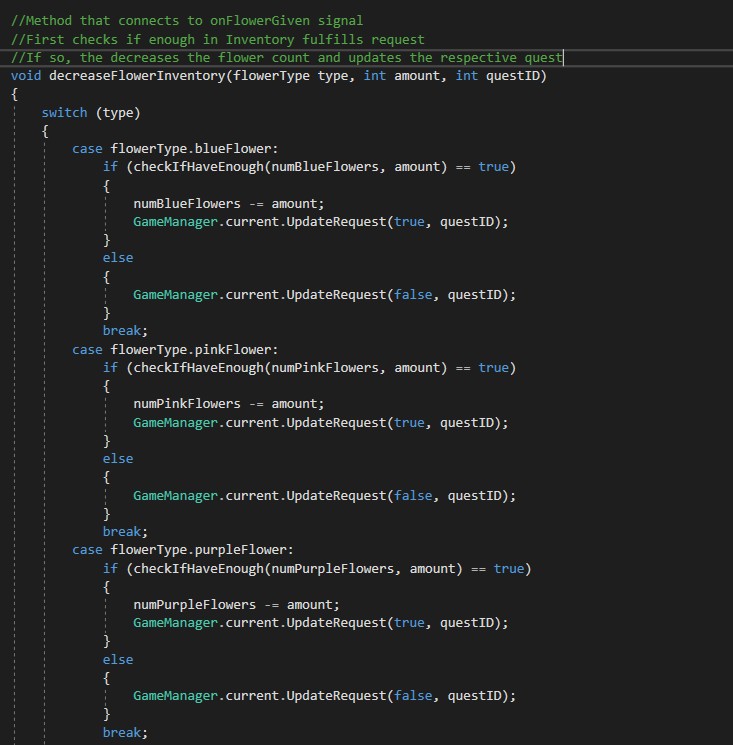 //Method that connects to onFlowerGiven signal
//First checks if enough in Inventory fulfills request
//If so, the decreases the flower count and updates the respective quest
void decreaseFlowerInventory(flowerType type, int amount, int questID)
{
    switch (type)
    {
        case flowerType.blueFlower:
            if (checkIfHaveEnough(numBlueFlowers, amount) == true)
            {
                numBlueFlowers -= amount;
                GameManager.current.UpdateRequest(true, questID);
            }
            else
            {
                GameManager.current.UpdateRequest(false, questID);
            }
            break;
        case flowerType.pinkFlower:
            if (checkIfHaveEnough(numPinkFlowers, amount) == true)
            {
                numPinkFlowers -= amount;
                GameManager.current.UpdateRequest(true, questID);
            }
            else
            {
                GameManager.current.UpdateRequest(false, questID);
            }
            break;
        case flowerType.purpleFlower:
            if (checkIfHaveEnough(numPurpleFlowers, amount) == true)
            {
                numPurpleFlowers -= amount;
                GameManager.current.UpdateRequest(true, questID);
            }
            else
            {
                GameManager.current.UpdateRequest(false, questID);
            }
            break;